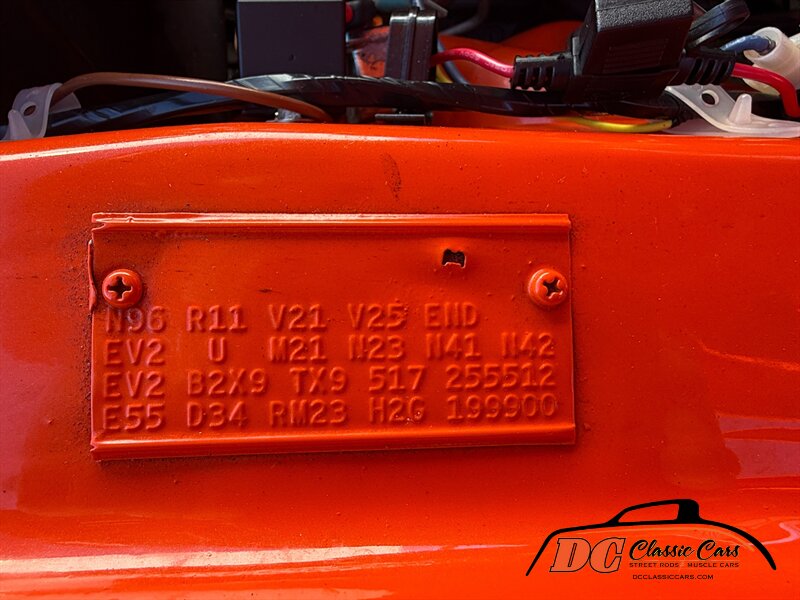 N96 R11 V21 V25 END
EV2 U M21 N23 N41 N42
EV2 B2X9 TX9 517 255512
E55 D34 RM23 H2G 199900
DC Classic Cars
STREET RODS MUSCLE CARS
DCCLASSICCARS.COM